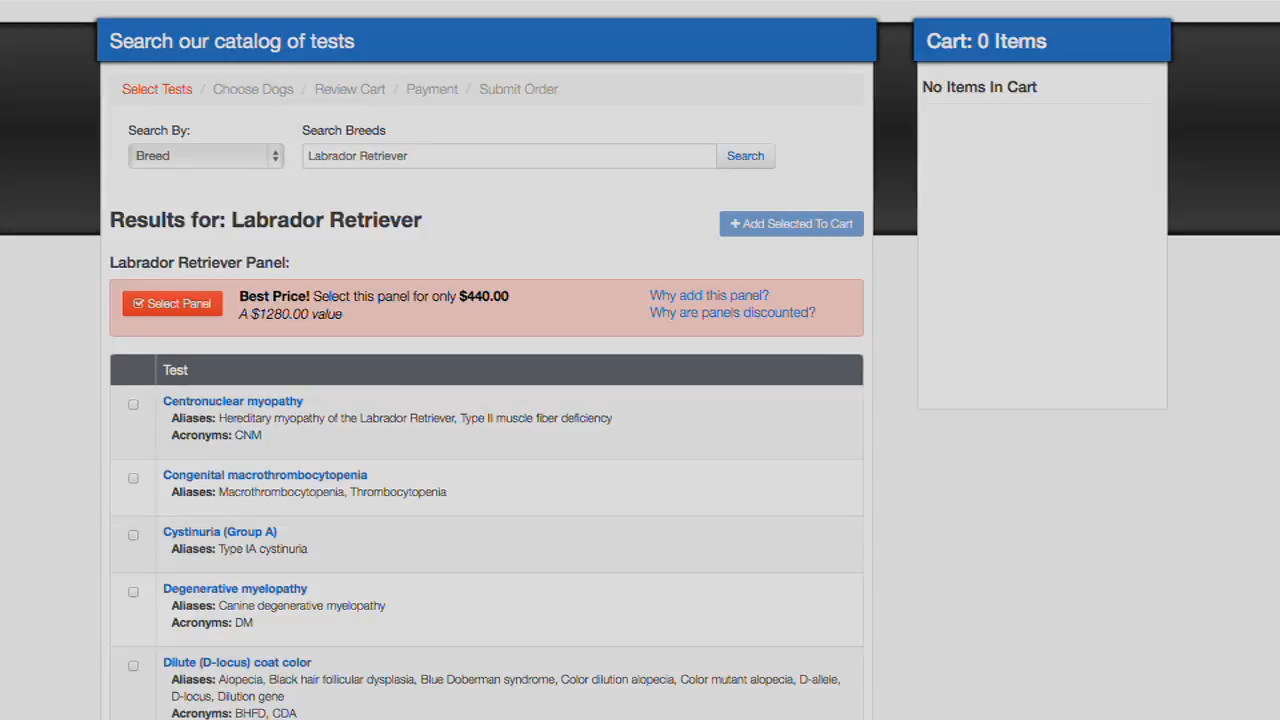 Search our catalog of tests
Cart: 0 Items
Select Tests / Choose Dogs / Review Cart / Payment / Submit Order
No Items In Cart
Search By:
Search Breeds
Breed
Labrador Retriever
Search
Results for: Labrador Retriever
Add Selected To Cart
Labrador Retriever Panel:
Select Panel
Best Price! Select this panel for only $440.00
A $1280.00 value
Why add this panel?
Why are panels discounted?
Test
Centronuclear myopathy
Aliases: Hereditary myopathy of the Labrador Retriever, Type II muscle fiber deficiency
Acronyms: CNM
Congenital macrothrombocytopenia
Aliases: Macrothrombocytopenia, Thrombocytopenia
Cystinuria (Group A)
Aliases: Type IA cystinuria
Degenerative myelopathy
Aliases: Canine degenerative myelopathy
Acronyms: DM
Dilute (D-locus) coat color
Aliases: Alopecia, Black hair follicular dysplasia, Blue Doberman syndrome, Color dilution alopecia, Color mutant alopecia, D-allele,
D-locus, Dilution gene
Acronyms: BHFD, CDA